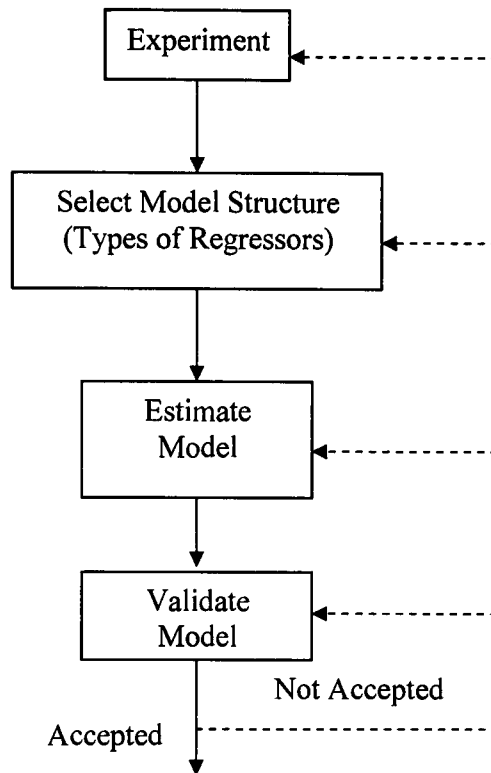 Experiment
Select Model Structure
(Types of Regressors)
Estimate
Model
Validate
Model
Not Accepted
Accepted